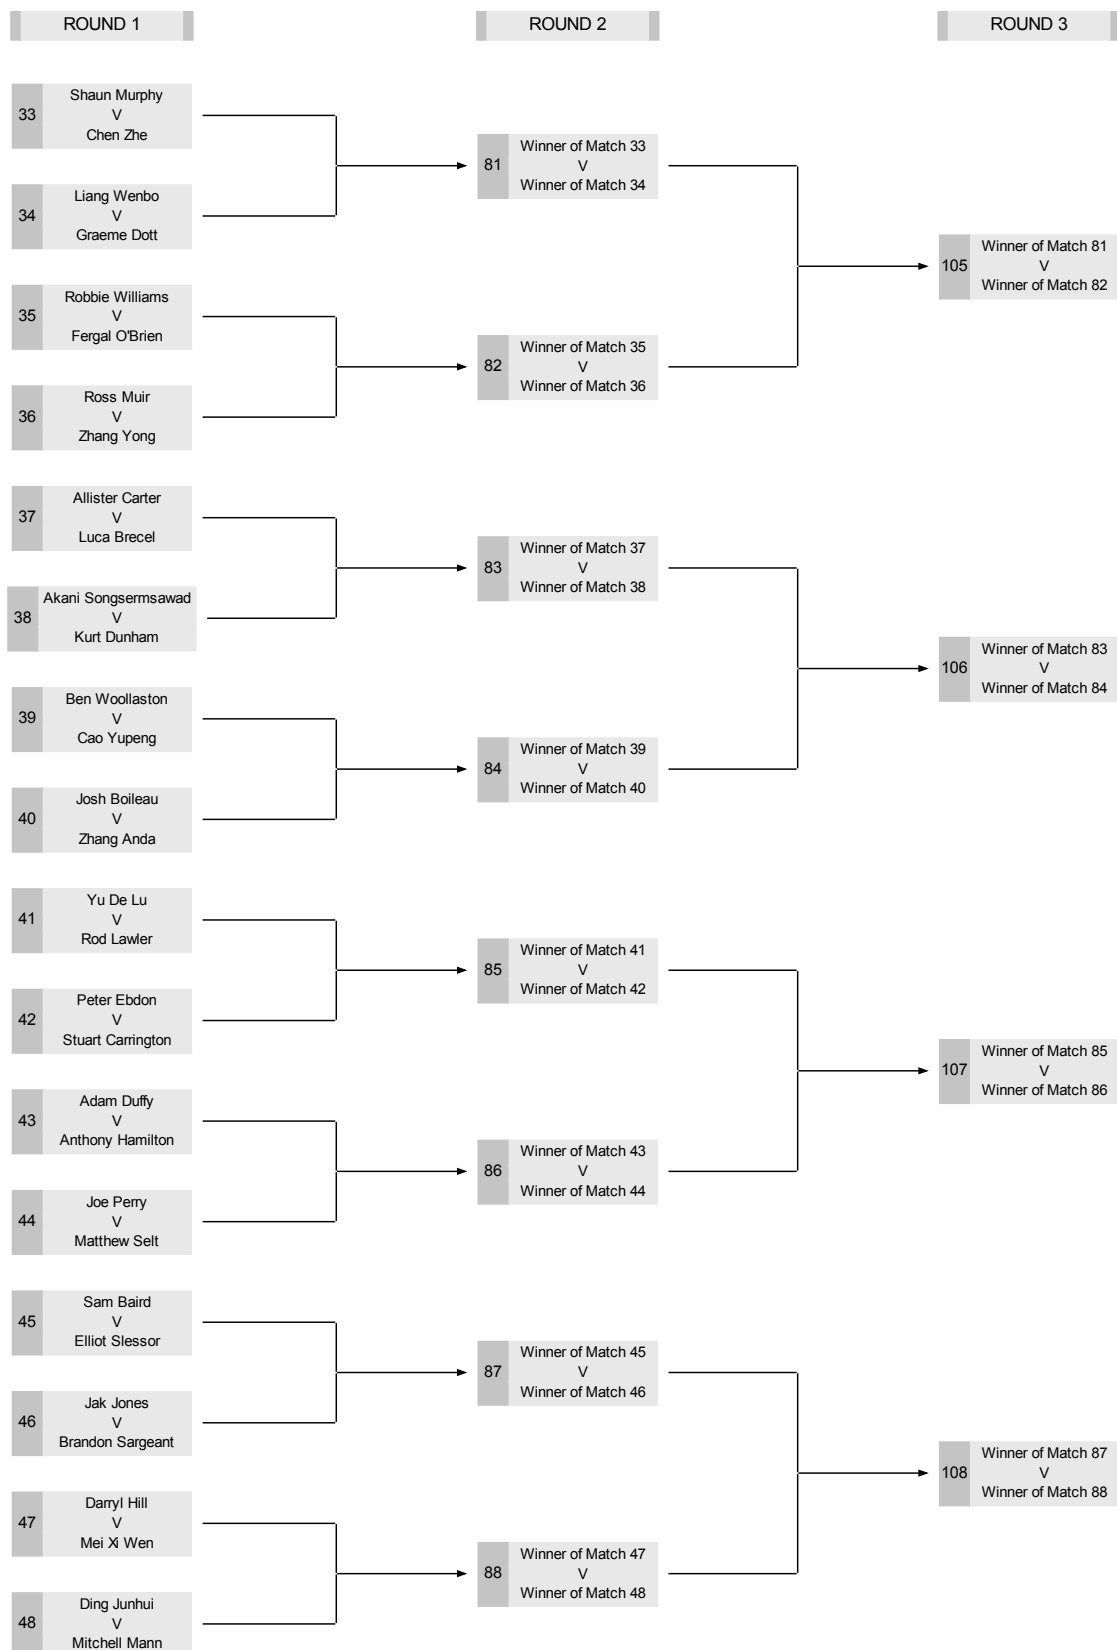 ROUND 1
ROUND 2
ROUND 3
33
Shaun Murphy
V
Chen Zhe
34
Liang Wenbo
V
Graeme Dott
35
Robbie Williams
V
Fergal O'Brien
36
Ross Muir
V
Zhang Yong
37
Allister Carter
V
Luca Brecel
38
Akani Songsermsawad
V
Kurt Dunham
39
Ben Woollaston
V
Cao Yupeng
40
Josh Boileau
V
Zhang Anda
41
Yu De Lu
V
Rod Lawler
42
Peter Ebdon
V
Stuart Carrington
43
Adam Duffy
V
Anthony Hamilton
44
Joe Perry
V
Matthew Selt
45
Sam Baird
V
Elliot Slessor
46
Jak Jones
V
Brandon Sargeant
47
Darryl Hill
V
Mei Xi Wen
48
Ding Junhui
V
Mitchell Mann
81
Winner of Match 33
V
Winner of Match 34
82
Winner of Match 35
V
Winner of Match 36
83
Winner of Match 37
V
Winner of Match 38
84
Winner of Match 39
V
Winner of Match 40
85
Winner of Match 41
V
Winner of Match 42
86
Winner of Match 43
V
Winner of Match 44
87
Winner of Match 45
V
Winner of Match 46
88
Winner of Match 47
V
Winner of Match 48
105
Winner of Match 81
V
Winner of Match 82
106
Winner of Match 83
V
Winner of Match 84
107
Winner of Match 85
V
Winner of Match 86
108
Winner of Match 87
V
Winner of Match 88